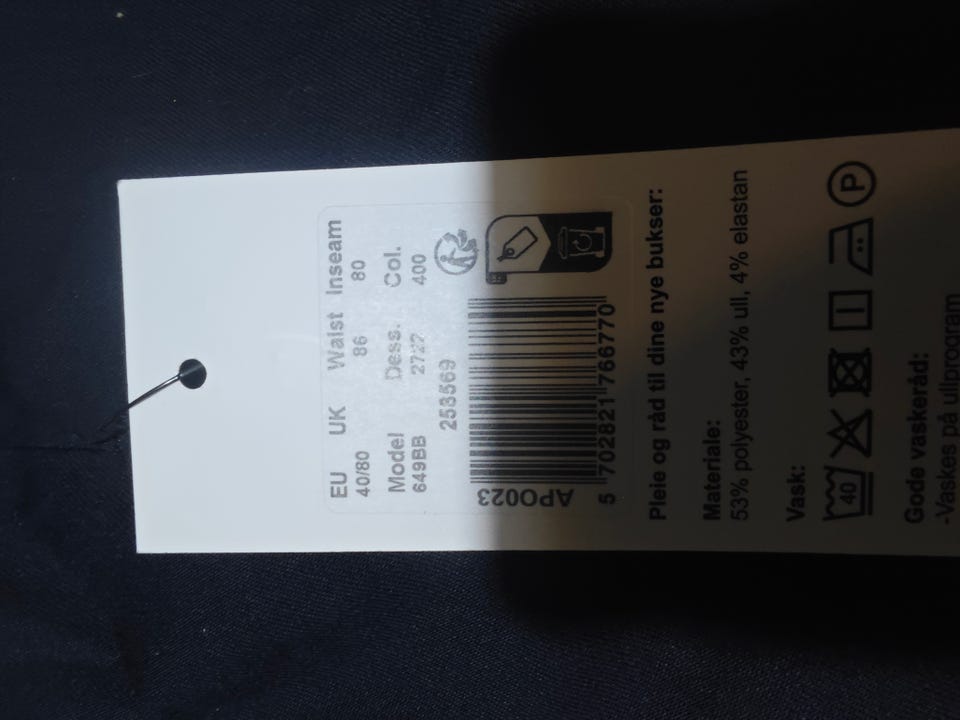 EU UK Waist Inseam
40/80 86 80
Model Dess. Col.
649BB 2727 400
253569
APO023
5 702821 766770
Pleie og råd til dine nye bukser:
Materiale:
53% polyester, 43% ull, 4% elastan
Vask:
40 P
Gode vaskeråd:
-Vaskes på ullprogram